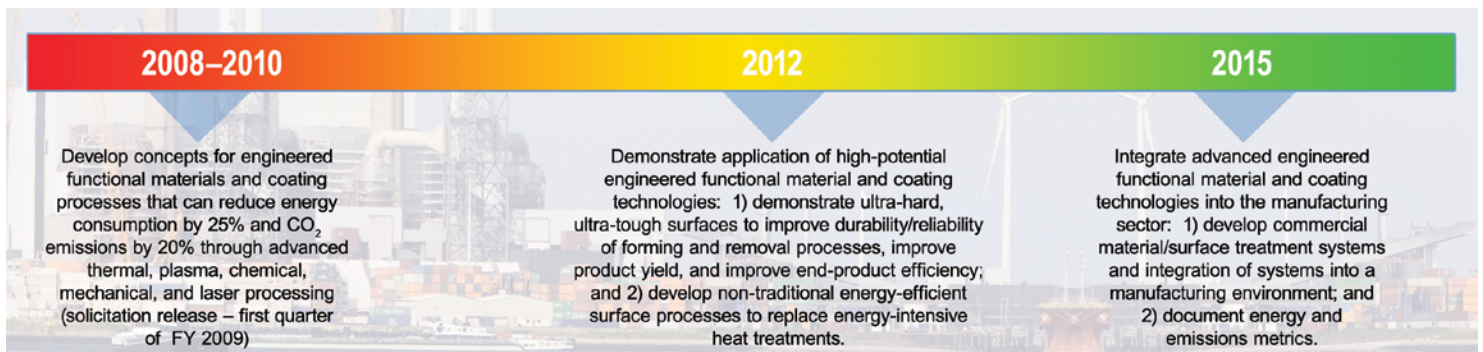 2008–2010
2012
2015
Develop concepts for engineered
functional materials and coating
processes that can reduce energy
consumption by 25% and CO₂
emissions by 20% through advanced
thermal, plasma, chemical,
mechanical, and laser processing
(solicitation release – first quarter
of FY 2009)
Demonstrate application of high-potential
engineered functional material and coating
technologies: 1) demonstrate ultra-hard,
ultra-tough surfaces to improve durability/reliability
of forming and removal processes, improve
product yield, and improve end-product efficiency;
and 2) develop non-traditional energy-efficient
surface processes to replace energy-intensive
heat treatments.
Integrate advanced engineered
functional material and coating
technologies into the manufacturing
sector: 1) develop commercial
material/surface treatment systems
and integration of systems into a
manufacturing environment; and
2) document energy and
emissions metrics.